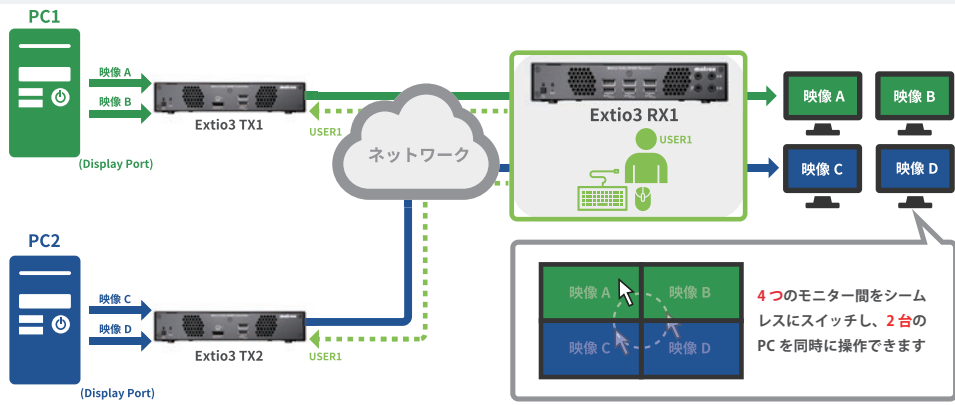 PC1
映像 A
映像 B
Extio3 TX1
(Display Port)
USER1
ネットワーク
matrox
Extio3 RX1
USER1
映像 A
映像 B
映像 C
映像 D
PC2
映像 C
映像 D
Extio3 TX2
(Display Port)
USER1
映像 A
映像 B
映像 C
映像 D
4 つのモニター間をシーム
レスにスイッチし、2 台の
PC を同時に操作できます